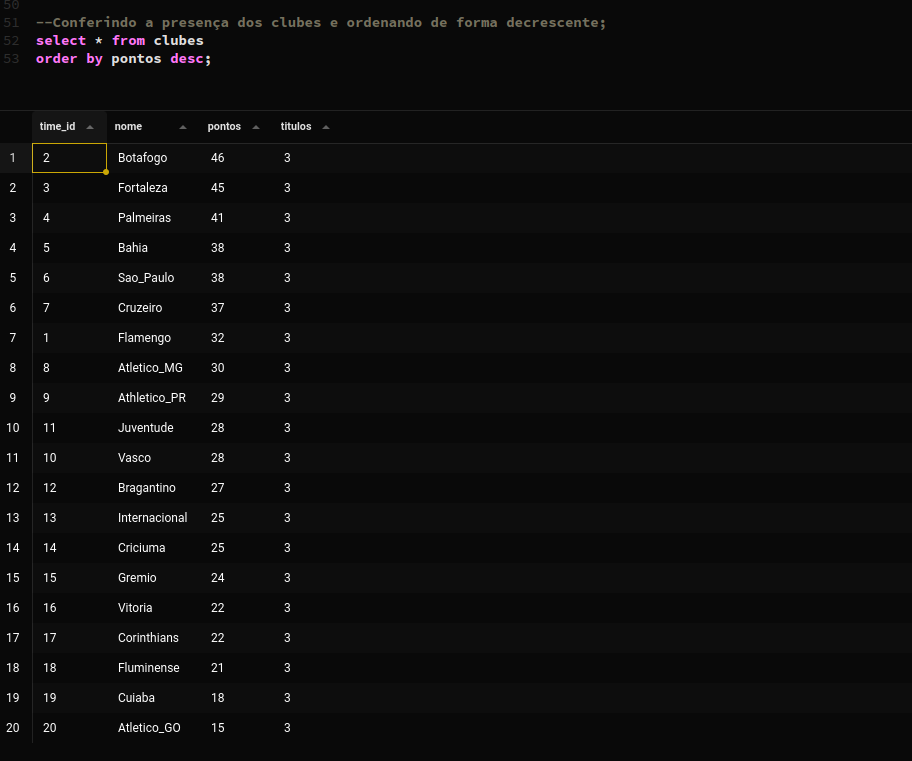 50
51 --Conferindo a presença dos clubes e ordenando de forma decrescente;
52 select * from clubes
53 order by pontos desc;
time_id nome pontos titulos
1 2 Botafogo 46 3
2 3 Fortaleza 45 3
3 4 Palmeiras 41 3
4 5 Bahia 38 3
5 6 Sao_Paulo 38 3
6 7 Cruzeiro 37 3
7 1 Flamengo 32 3
8 8 Atletico_MG 30 3
9 9 Athletico_PR 29 3
10 11 Juventude 28 3
11 10 Vasco 28 3
12 12 Bragantino 27 3
13 13 Internacional 25 3
14 14 Criciuma 25 3
15 15 Gremio 24 3
16 16 Vitoria 22 3
17 17 Corinthians 22 3
18 18 Fluminense 21 3
19 19 Cuiaba 18 3
20 20 Atletico_GO 15 3